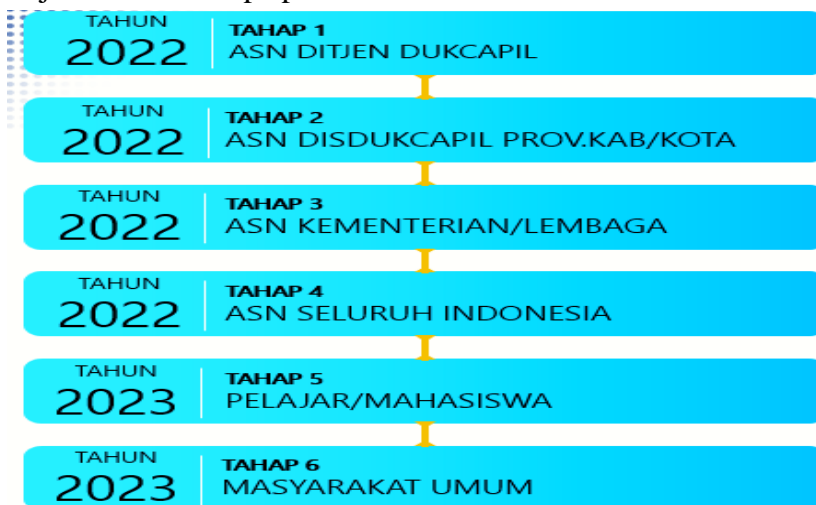 TAHUN
2022
TAHAP 1
ASN DITJEN DUKCAPIL
TAHUN
2022
TAHAP 2
ASN DISDUKCAPIL PROV.KAB/KOTA
TAHUN
2022
TAHAP 3
ASN KEMENTERIAN/LEMBAGA
TAHUN
2022
TAHAP 4
ASN SELURUH INDONESIA
TAHUN
2023
TAHAP 5
PELAJAR/MAHASISWA
TAHUN
2023
TAHAP 6
MASYARAKAT UMUM